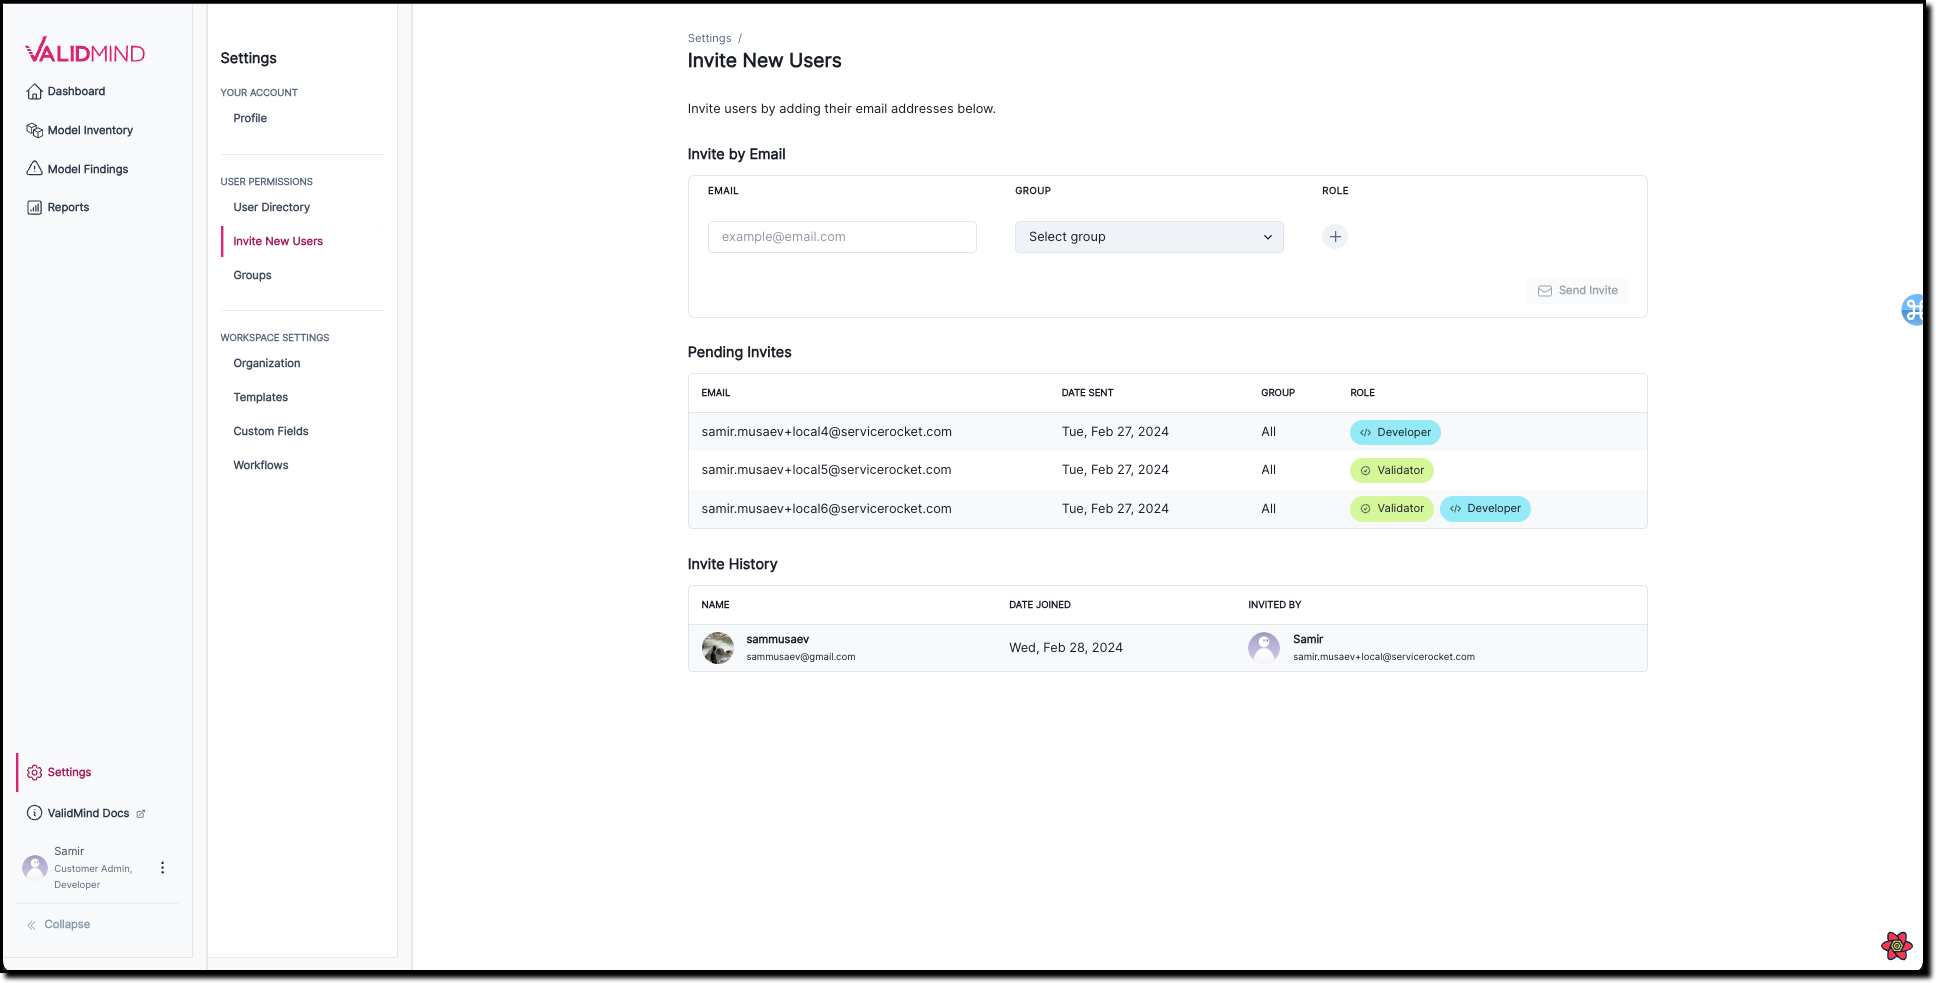 VALIDMIND
Dashboard
Model Inventory
Model Findings
Reports
Settings
ValidMind Docs
Samir
Customer Admin,
Developer
Collapse
Settings
YOUR ACCOUNT
Profile
USER PERMISSIONS
User Directory
Invite New Users
Groups
WORKSPACE SETTINGS
Organization
Templates
Custom Fields
Workflows
Settings /
Invite New Users
Invite users by adding their email addresses below.
Invite by Email
EMAIL GROUP ROLE
example@email.com Select group
Send Invite
Pending Invites
EMAIL DATE SENT GROUP ROLE
samir.musaev+local4@servicerocket.com Tue, Feb 27, 2024 All Developer
samir.musaev+local5@servicerocket.com Tue, Feb 27, 2024 All Validator
samir.musaev+local6@servicerocket.com Tue, Feb 27, 2024 All Validator Developer
Invite History
NAME DATE JOINED INVITED BY
sammusaev Samir
Wed, Feb 28, 2024
sammusaev@gmail.com samir.musaev+local@servicerocket.com